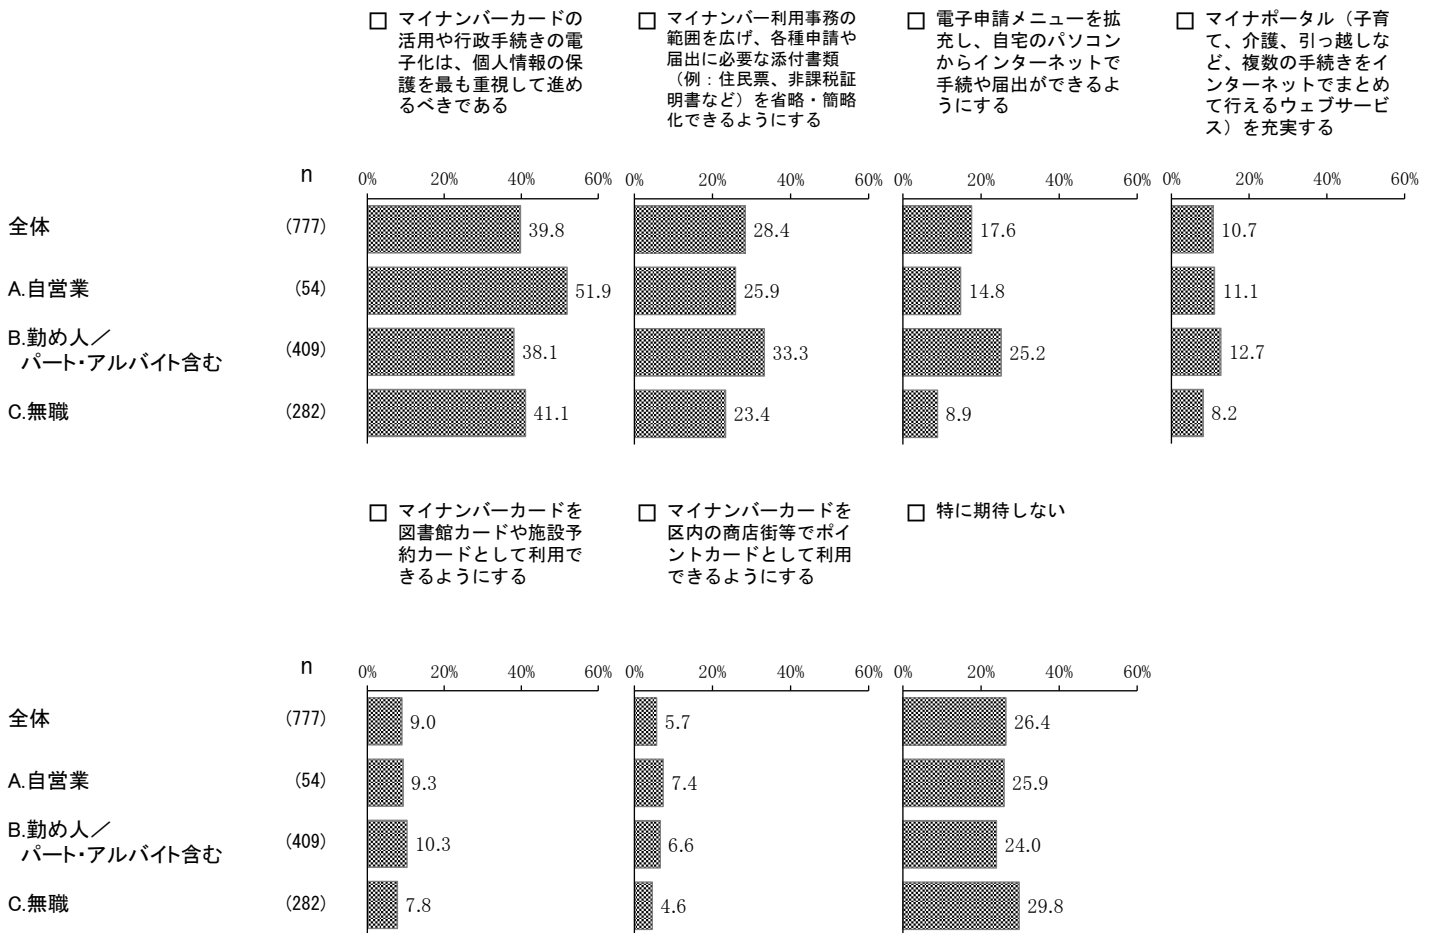 □ マイナンバーカードの
活用や行政手続きの電
子化は、個人情報の保
護を最も重視して進め
るべきである
□ マイナンバー利用事務の
範囲を広げ、各種申請や
届出に必要な添付書類
（例：住民票、非課税証
明書など）を省略・簡略
化できるようにする
□ 電子申請メニューを拡
充し、自宅のパソコン
からインターネットで
手続や届出ができるよ
うにする
□ マイナポータル（子育
て、介護、引っ越しな
ど、複数の手続きをイ
ンターネットでまとめ
て行えるウェブサービ
ス）を充実する
n 0% 20% 40% 60% 0% 20% 40% 60% 0% 20% 40% 60% 0% 20% 40% 60%
全体 (777) 39.8 28.4 17.6 10.7
A.自営業 (54) 51.9 25.9 14.8 11.1
B.勤め人／
パート・アルバイト含む (409) 38.1 33.3 25.2 12.7
C.無職 (282) 41.1 23.4 8.9 8.2
□ マイナンバーカードを
図書館カードや施設予
約カードとして利用で
きるようにする
□ マイナンバーカードを
区内の商店街等でポイ
ントカードとして利用
できるようにする
□ 特に期待しない
n 0% 20% 40% 60% 0% 20% 40% 60% 0% 20% 40% 60%
全体 (777) 9.0 5.7 26.4
A.自営業 (54) 9.3 7.4 25.9
B.勤め人／
パート・アルバイト含む (409) 10.3 6.6 24.0
C.無職 (282) 7.8 4.6 29.8